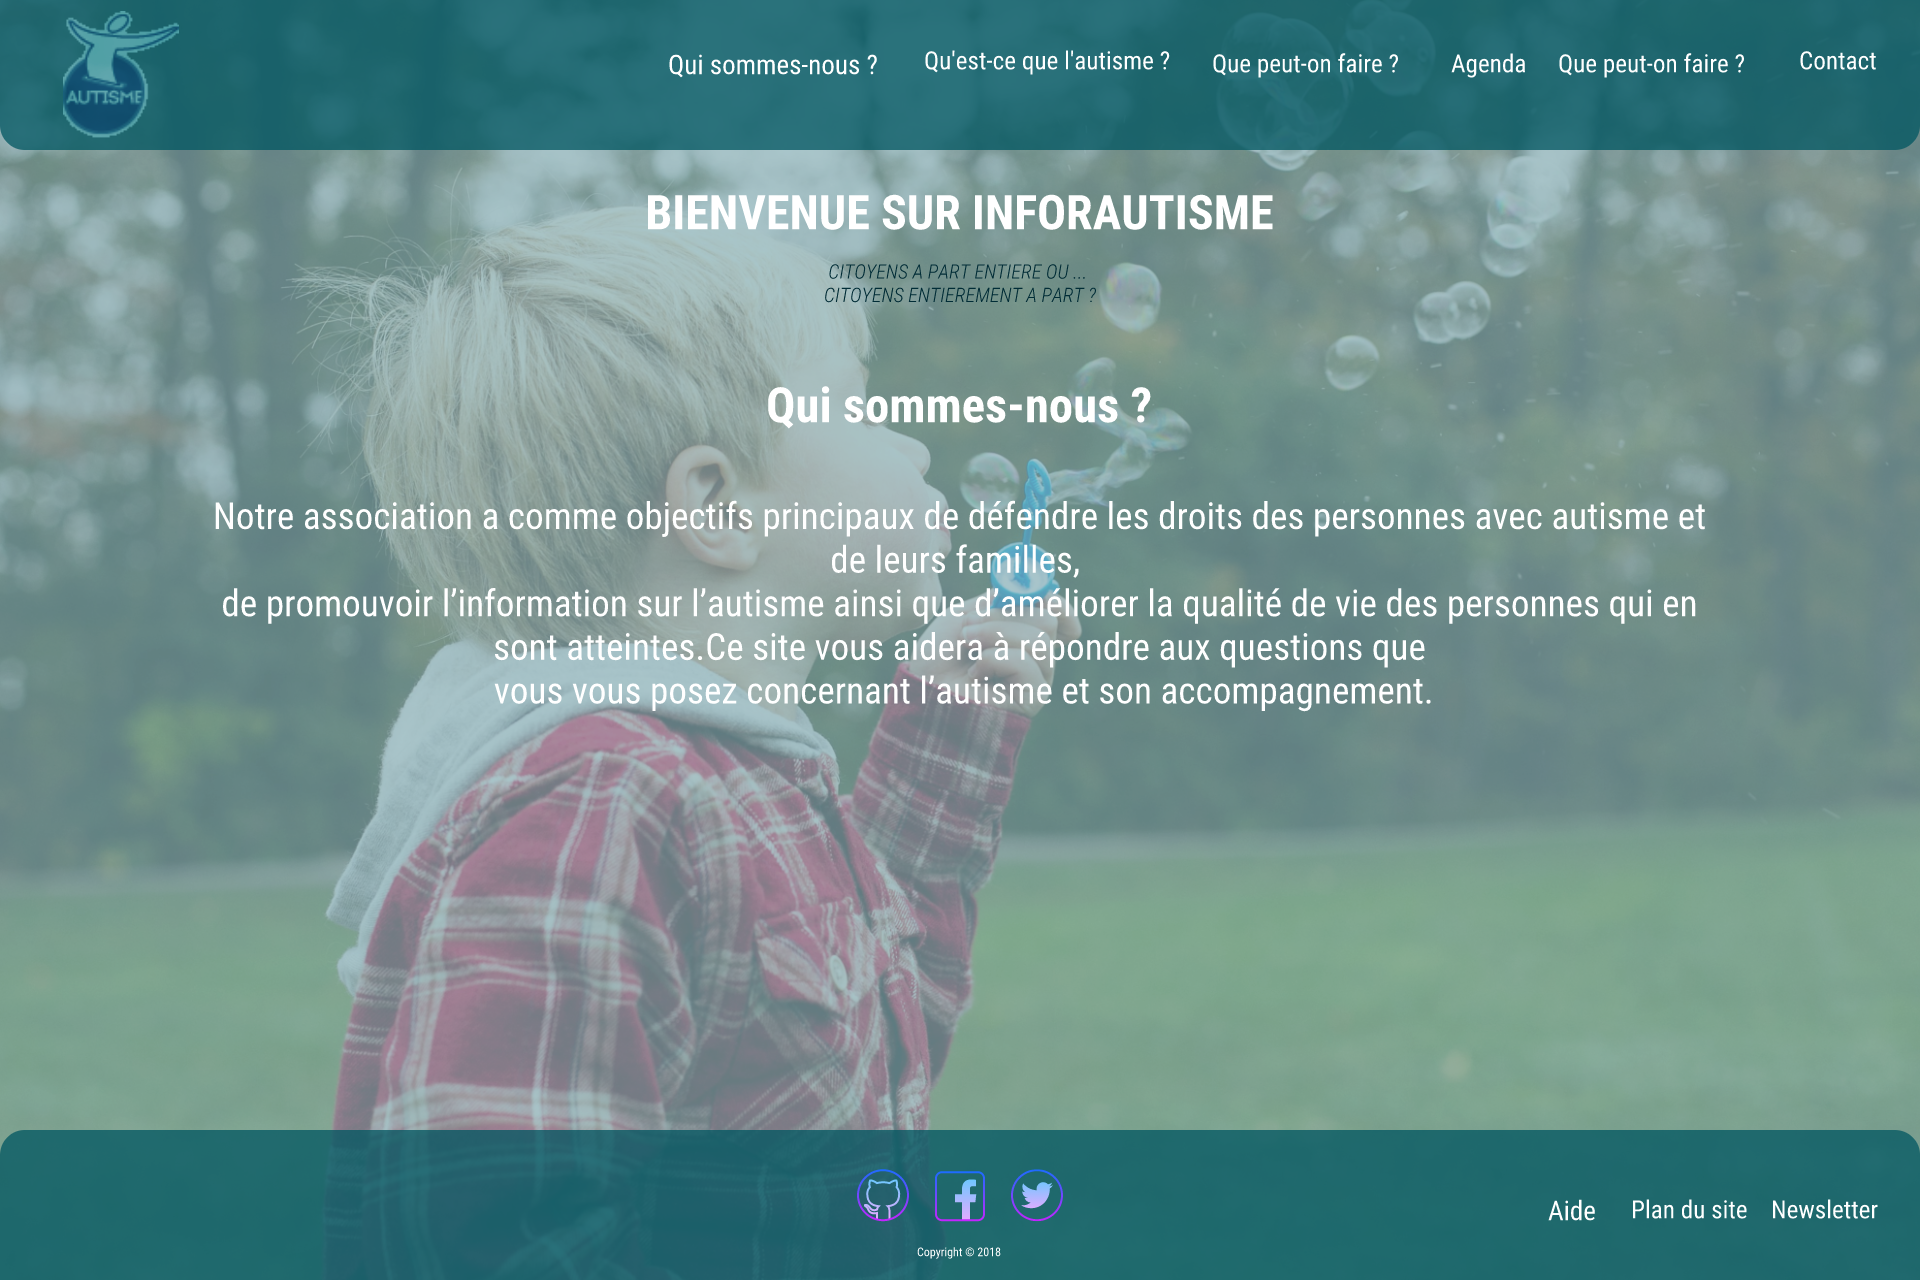 AUTISME
Qui sommes-nous ?
Qu'est-ce que l'autisme ?
Que peut-on faire ?
Agenda
Que peut-on faire ?
Contact
BIENVENUE SUR INFORAUTISME
CITOYENS A PART ENTIERE OU ...
CITOYENS ENTIEREMENT A PART ?
Qui sommes-nous ?
Notre association a comme objectifs principaux de défendre les droits des personnes avec autisme et
de leurs familles,
de promouvoir l’information sur l’autisme ainsi que d’améliorer la qualité de vie des personnes qui en
sont atteintes.Ce site vous aidera à répondre aux questions que
vous vous posez concernant l’autisme et son accompagnement.
Aide
Plan du site
Newsletter
Copyright © 2018